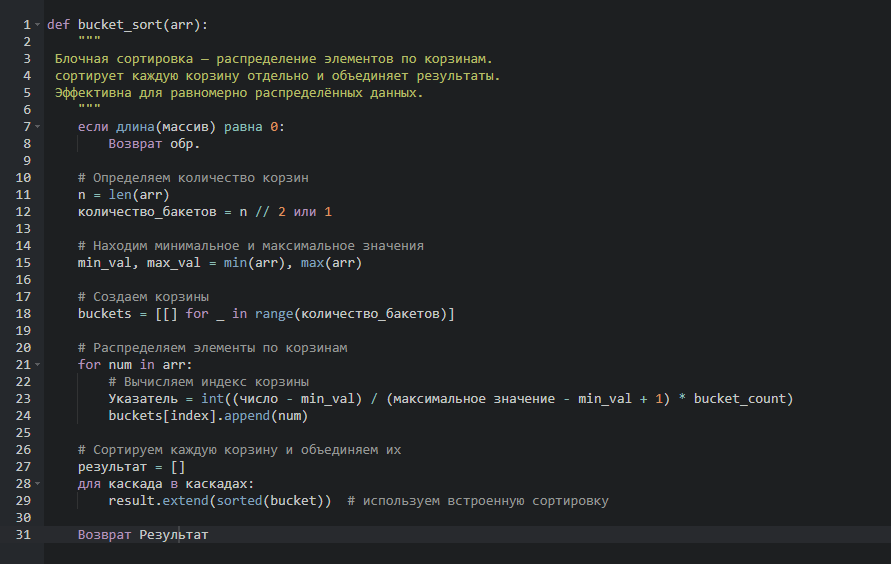 1 def bucket_sort(arr):
2 """
3 Блочная сортировка — распределение элементов по корзинам.
4 сортирует каждую корзину отдельно и объединяет результаты.
5 Эффективна для равномерно распределённых данных.
6 """
7 если длина(массив) равна 0:
8 Возврат обр.
9
10 # Определяем количество корзин
11 n = len(arr)
12 количество_бакетов = n // 2 или 1
13
14 # Находим минимальное и максимальное значения
15 min_val, max_val = min(arr), max(arr)
16
17 # Создаем корзины
18 buckets = [[] for _ in range(количество_бакетов)]
19
20 # Распределяем элементы по корзинам
21 for num in arr:
22 # Вычисляем индекс корзины
23 Указатель = int((число - min_val) / (максимальное значение - min_val + 1) * bucket_count)
24 buckets[index].append(num)
25
26 # Сортируем каждую корзину и объединяем их
27 результат = []
28 для каскада в каскадах:
29 result.extend(sorted(bucket)) # используем встроенную сортировку
30
31 Возврат Результат